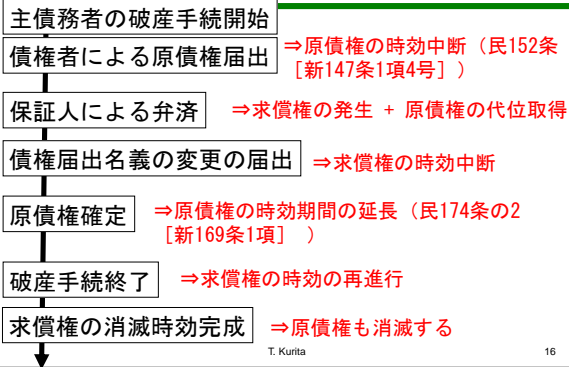 主債務者の破産手続開始
債権者による原債権届出
⇒原債権の時効中断（民152条
［新147条1項4号］）
保証人による弁済
⇒求償権の発生 + 原債権の代位取得
債権届出名義の変更の届出
⇒求償権の時効中断
原債権確定
⇒原債権の時効期間の延長（民174条の2
［新169条1項］ ）
破産手続終了
⇒求償権の時効の再進行
求償権の消滅時効完成
⇒原債権も消滅する
T. Kurita
16